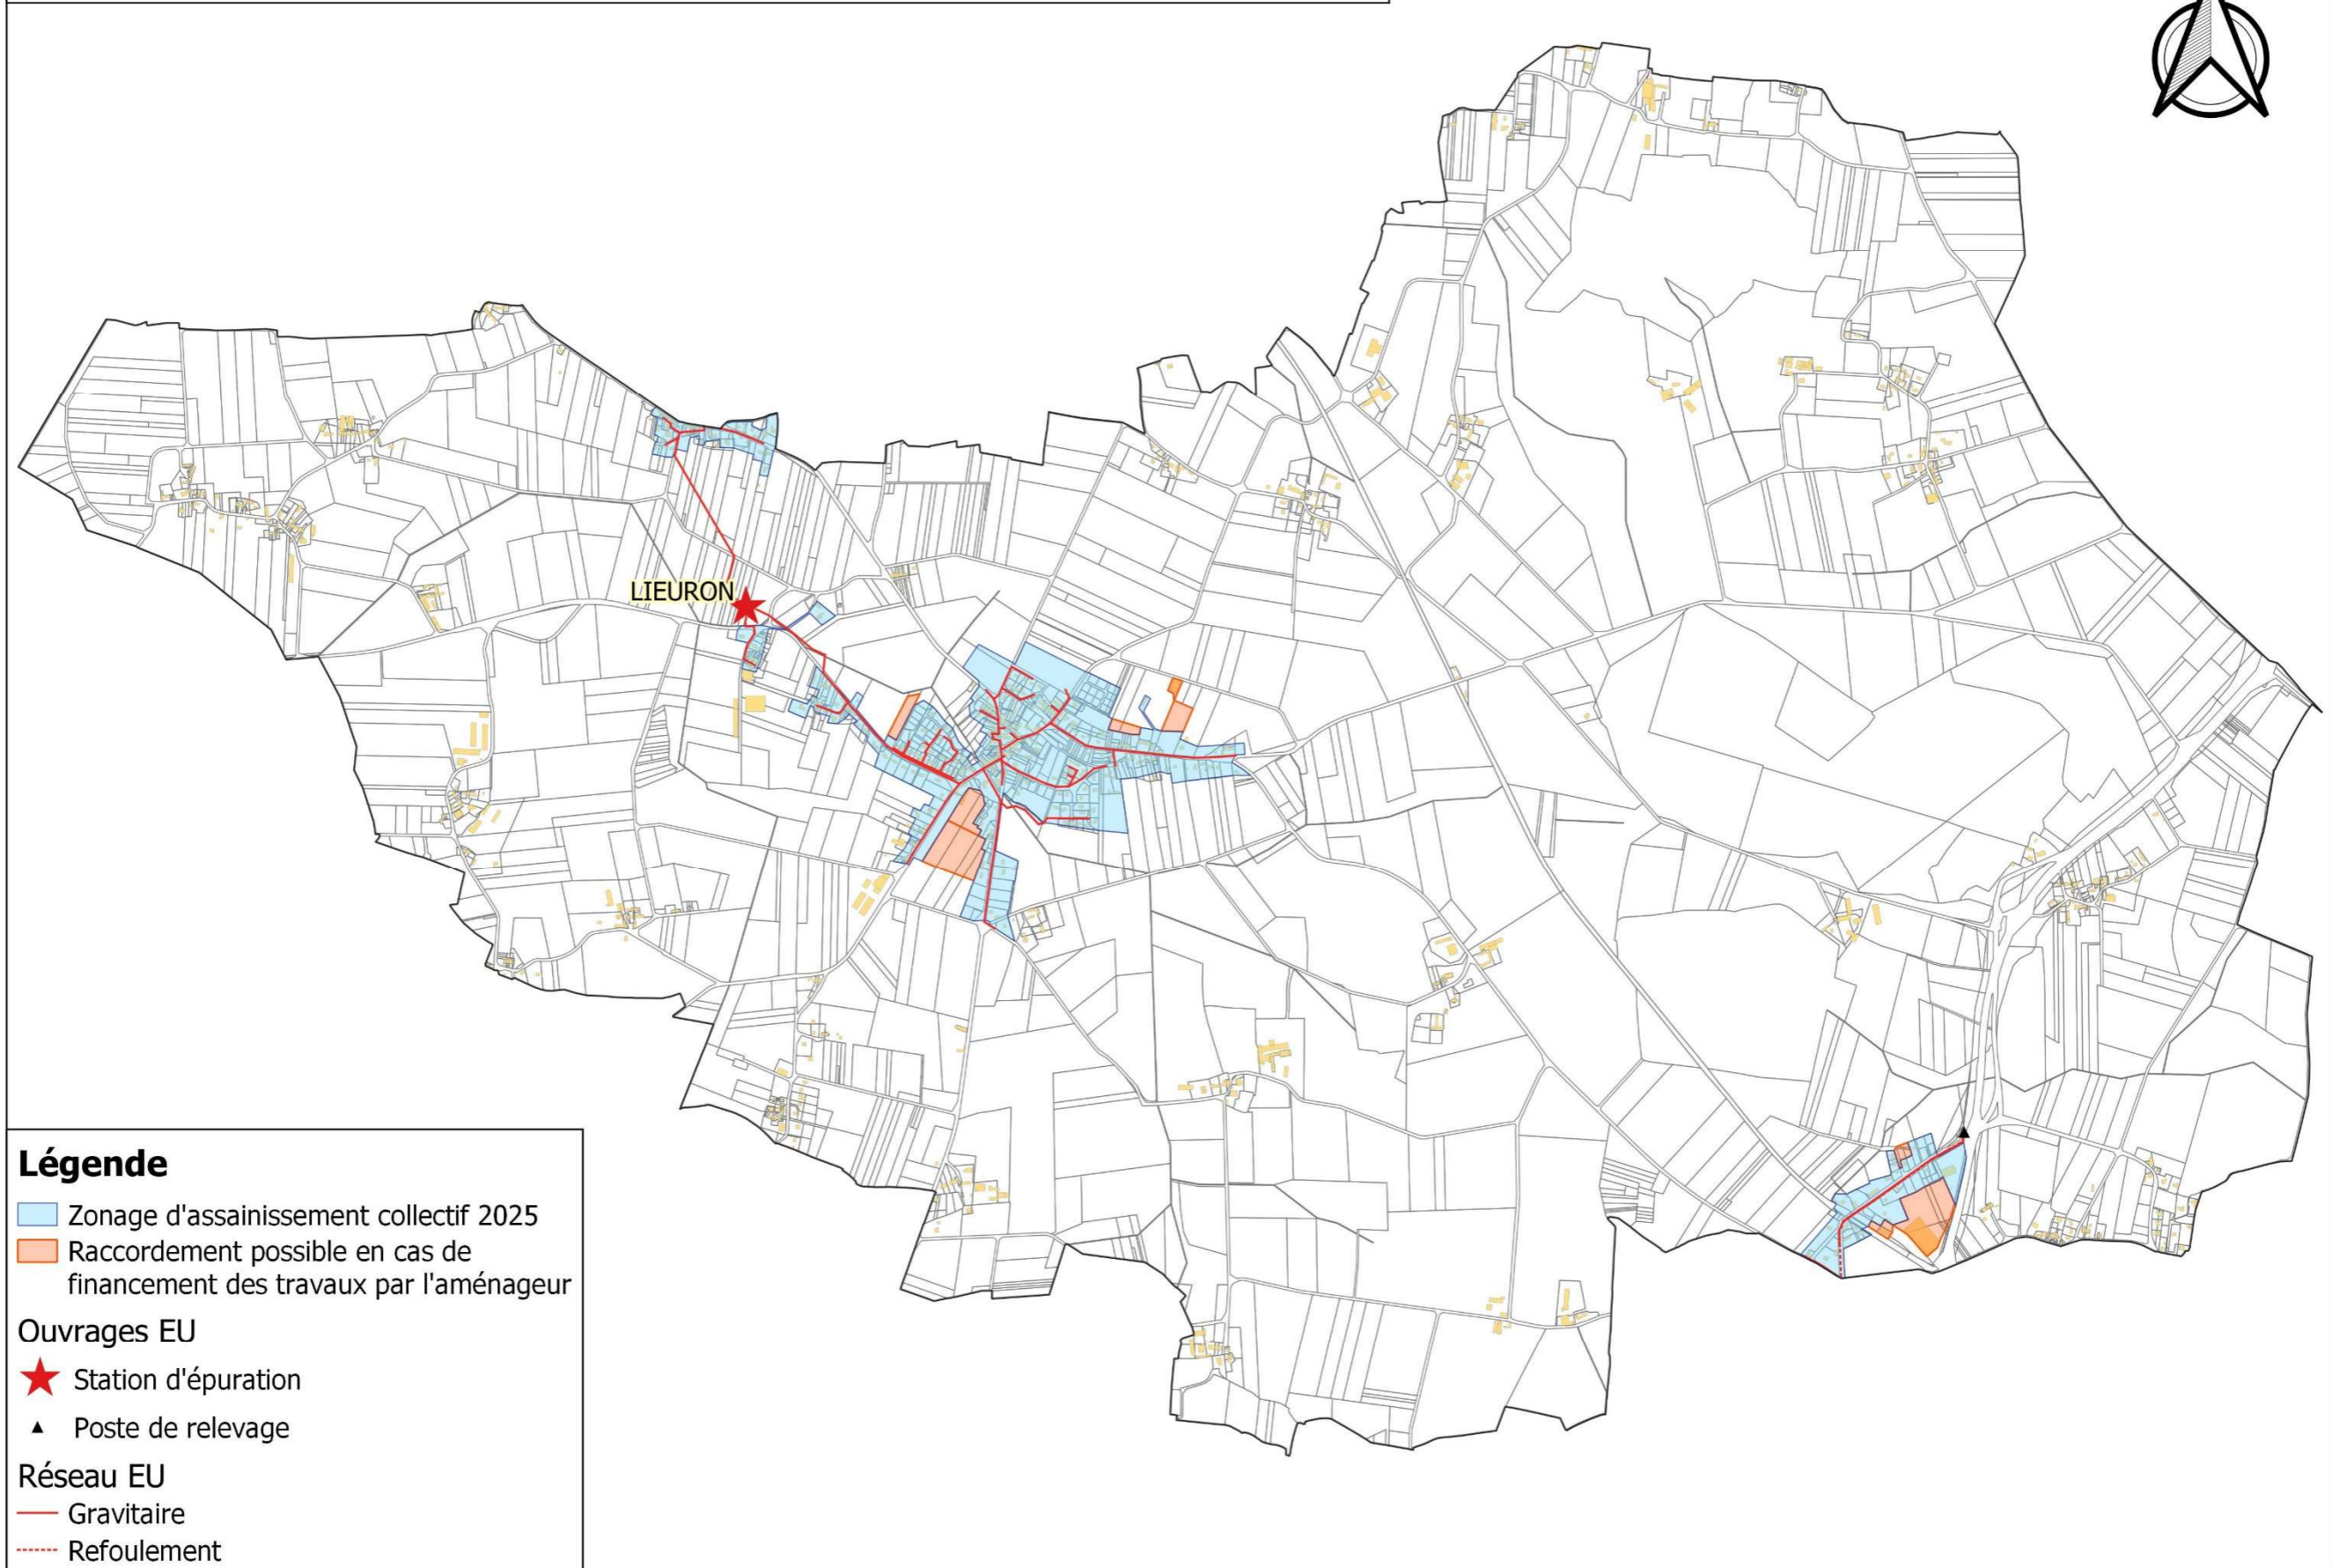 LIEURON
Légende
Zonage d'assainissement collectif 2025
Raccordement possible en cas de
financement des travaux par l'aménageur
Ouvrages EU
Station d'épuration
Poste de relevage
Réseau EU
Gravitaire
Refoulement